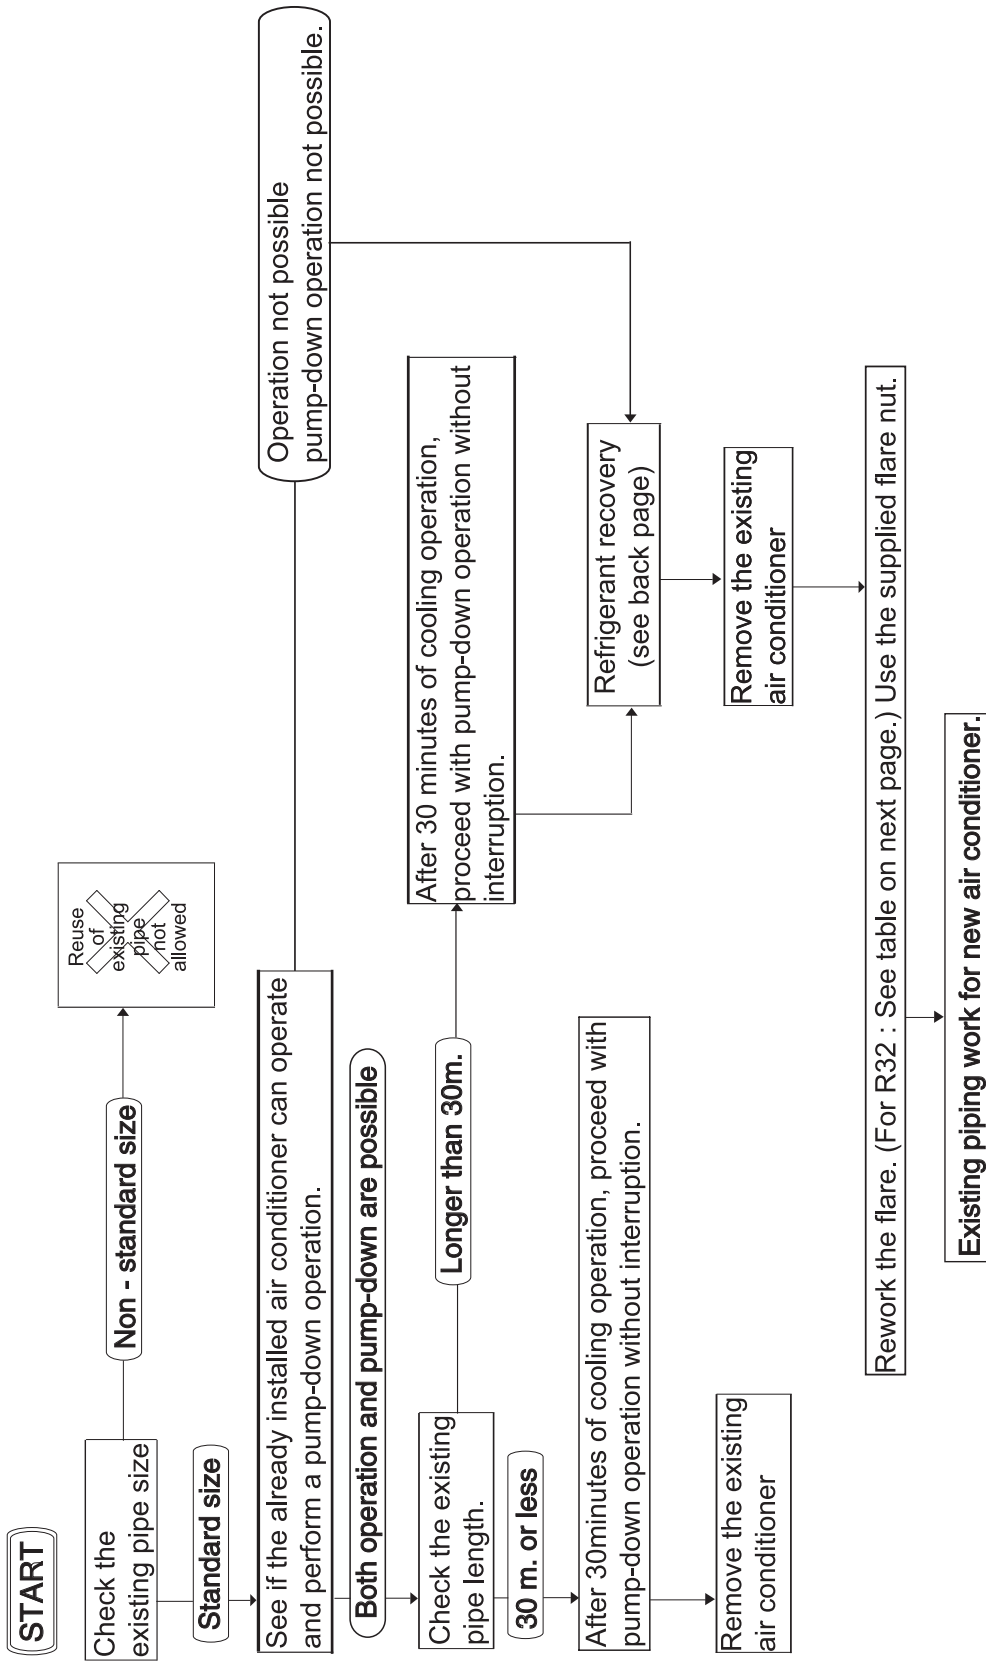 START
Check the
existing pipe size
Non - standard size
Reuse
of
existing
pipe
not
allowed
Standard size
See if the already installed air conditioner can operate
and perform a pump-down operation.
Operation not possible
pump-down operation not possible.
Both operation and pump-down are possible
Check the existing
pipe length.
Longer than 30m.
After 30 minutes of cooling operation,
proceed with pump-down operation without
interruption.
30 m. or less
After 30minutes of cooling operation, proceed with
pump-down operation without interruption.
Refrigerant recovery
(see back page)
Remove the existing
air conditioner
Remove the existing
air conditioner
Rework the flare. (For R32 : See table on next page.) Use the supplied flare nut.
Existing piping work for new air conditioner.